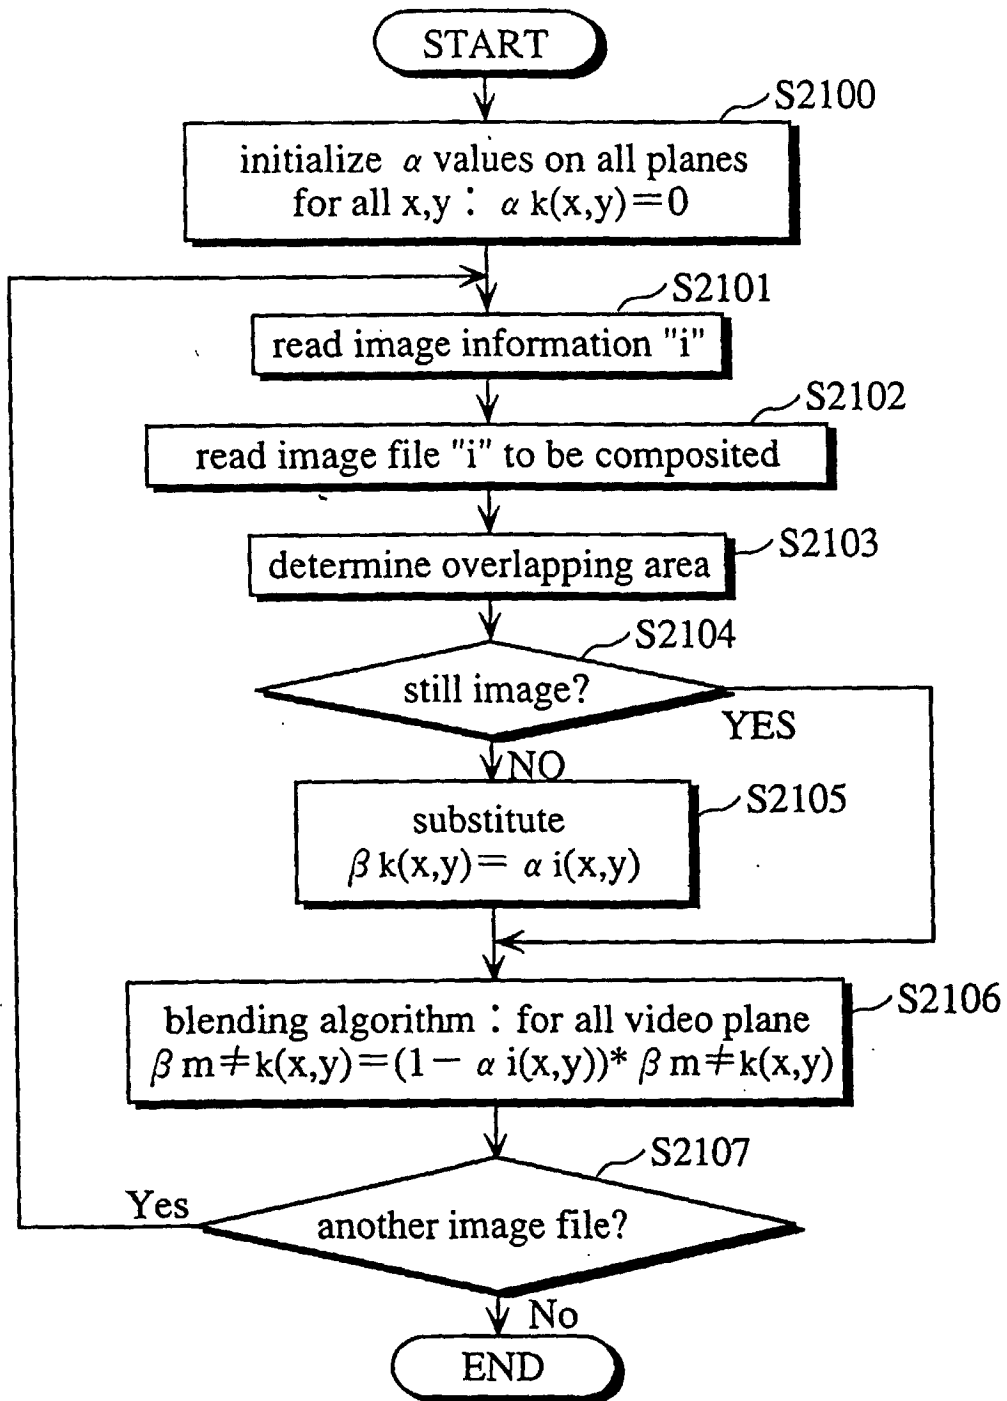 START
S2100
initialize α values on all planes
for all x,y : α k(x,y)=0
S2101
read image information "i"
S2102
read image file "i" to be composited
S2103
determine overlapping area
S2104
still image?
YES
NO
S2105
substitute
β k(x,y)= α i(x,y)
S2106
blending algorithm : for all video plane
β m≠k(x,y)=(1− α i(x,y))* β m≠k(x,y)
S2107
Yes
another image file?
No
END